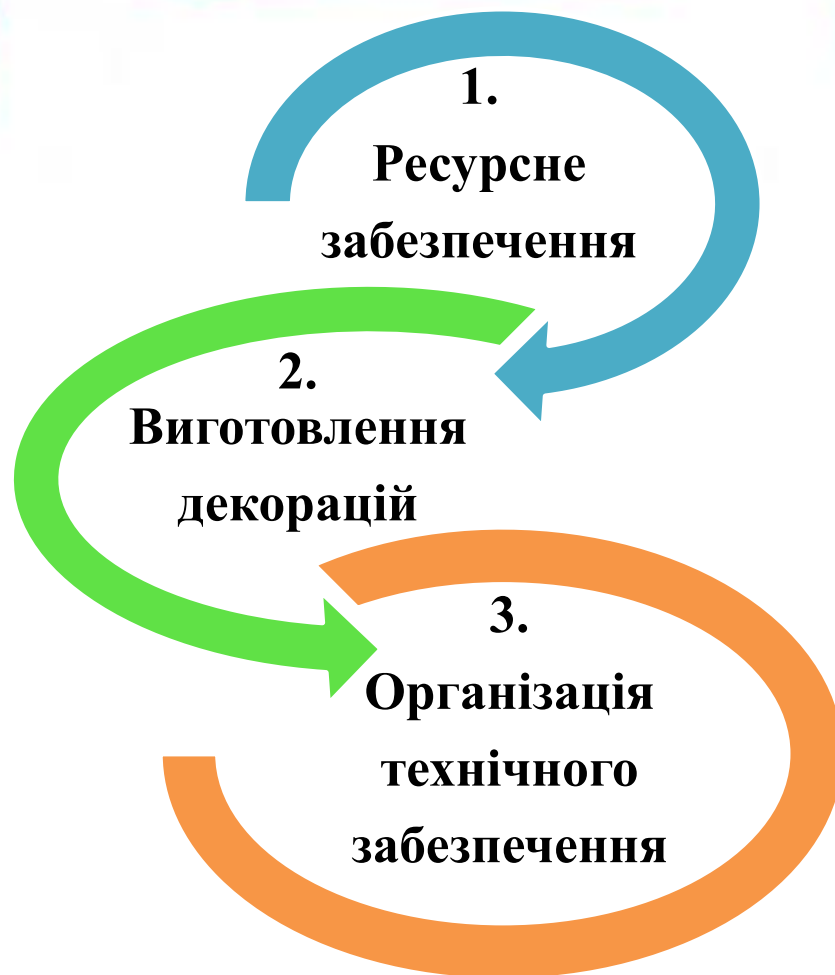 1.
Ресурсне
забезпечення
2.
Виготовлення
декорацій
3.
Організація
технічного
забезпечення